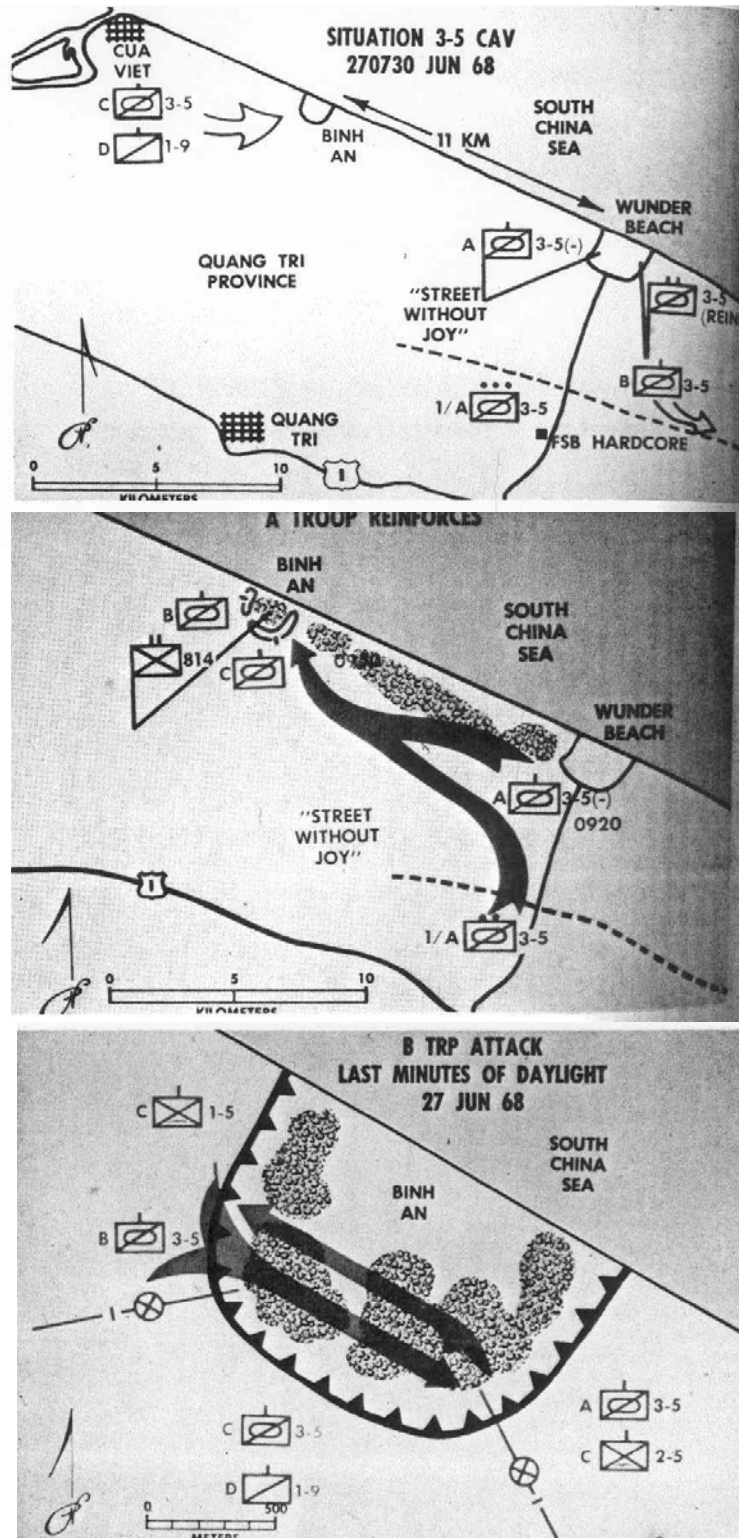 SITUATION 3-5 CAV
270730 JUN 68
CUA
VIET
C 3-5
D 1-9
BINH
AN
11 KM
SOUTH
CHINA
SEA
WUNDER
BEACH
A 3-5(-)
QUANG TRI
PROVINCE
"STREET
WITHOUT
JOY"
3-5
(REIN
B 3-5
1/A 3-5
QUANG
TRI
FSB HARDCORE
1
0 5 10
KILOMETERS
A TROOP REINFORCES
BINH
AN
B
814
C
SOUTH
CHINA
SEA
WUNDER
BEACH
A 3-5(-)
0920
"STREET
WITHOUT
JOY"
1
1/A 3-5
0 5 10
KILOMETERS
B TRP ATTACK
LAST MINUTES OF DAYLIGHT
27 JUN 68
C 1-5
SOUTH
CHINA
SEA
BINH
AN
B 3-5
A 3-5
C 2-5
C 3-5
D 1-9
0 500
METERS